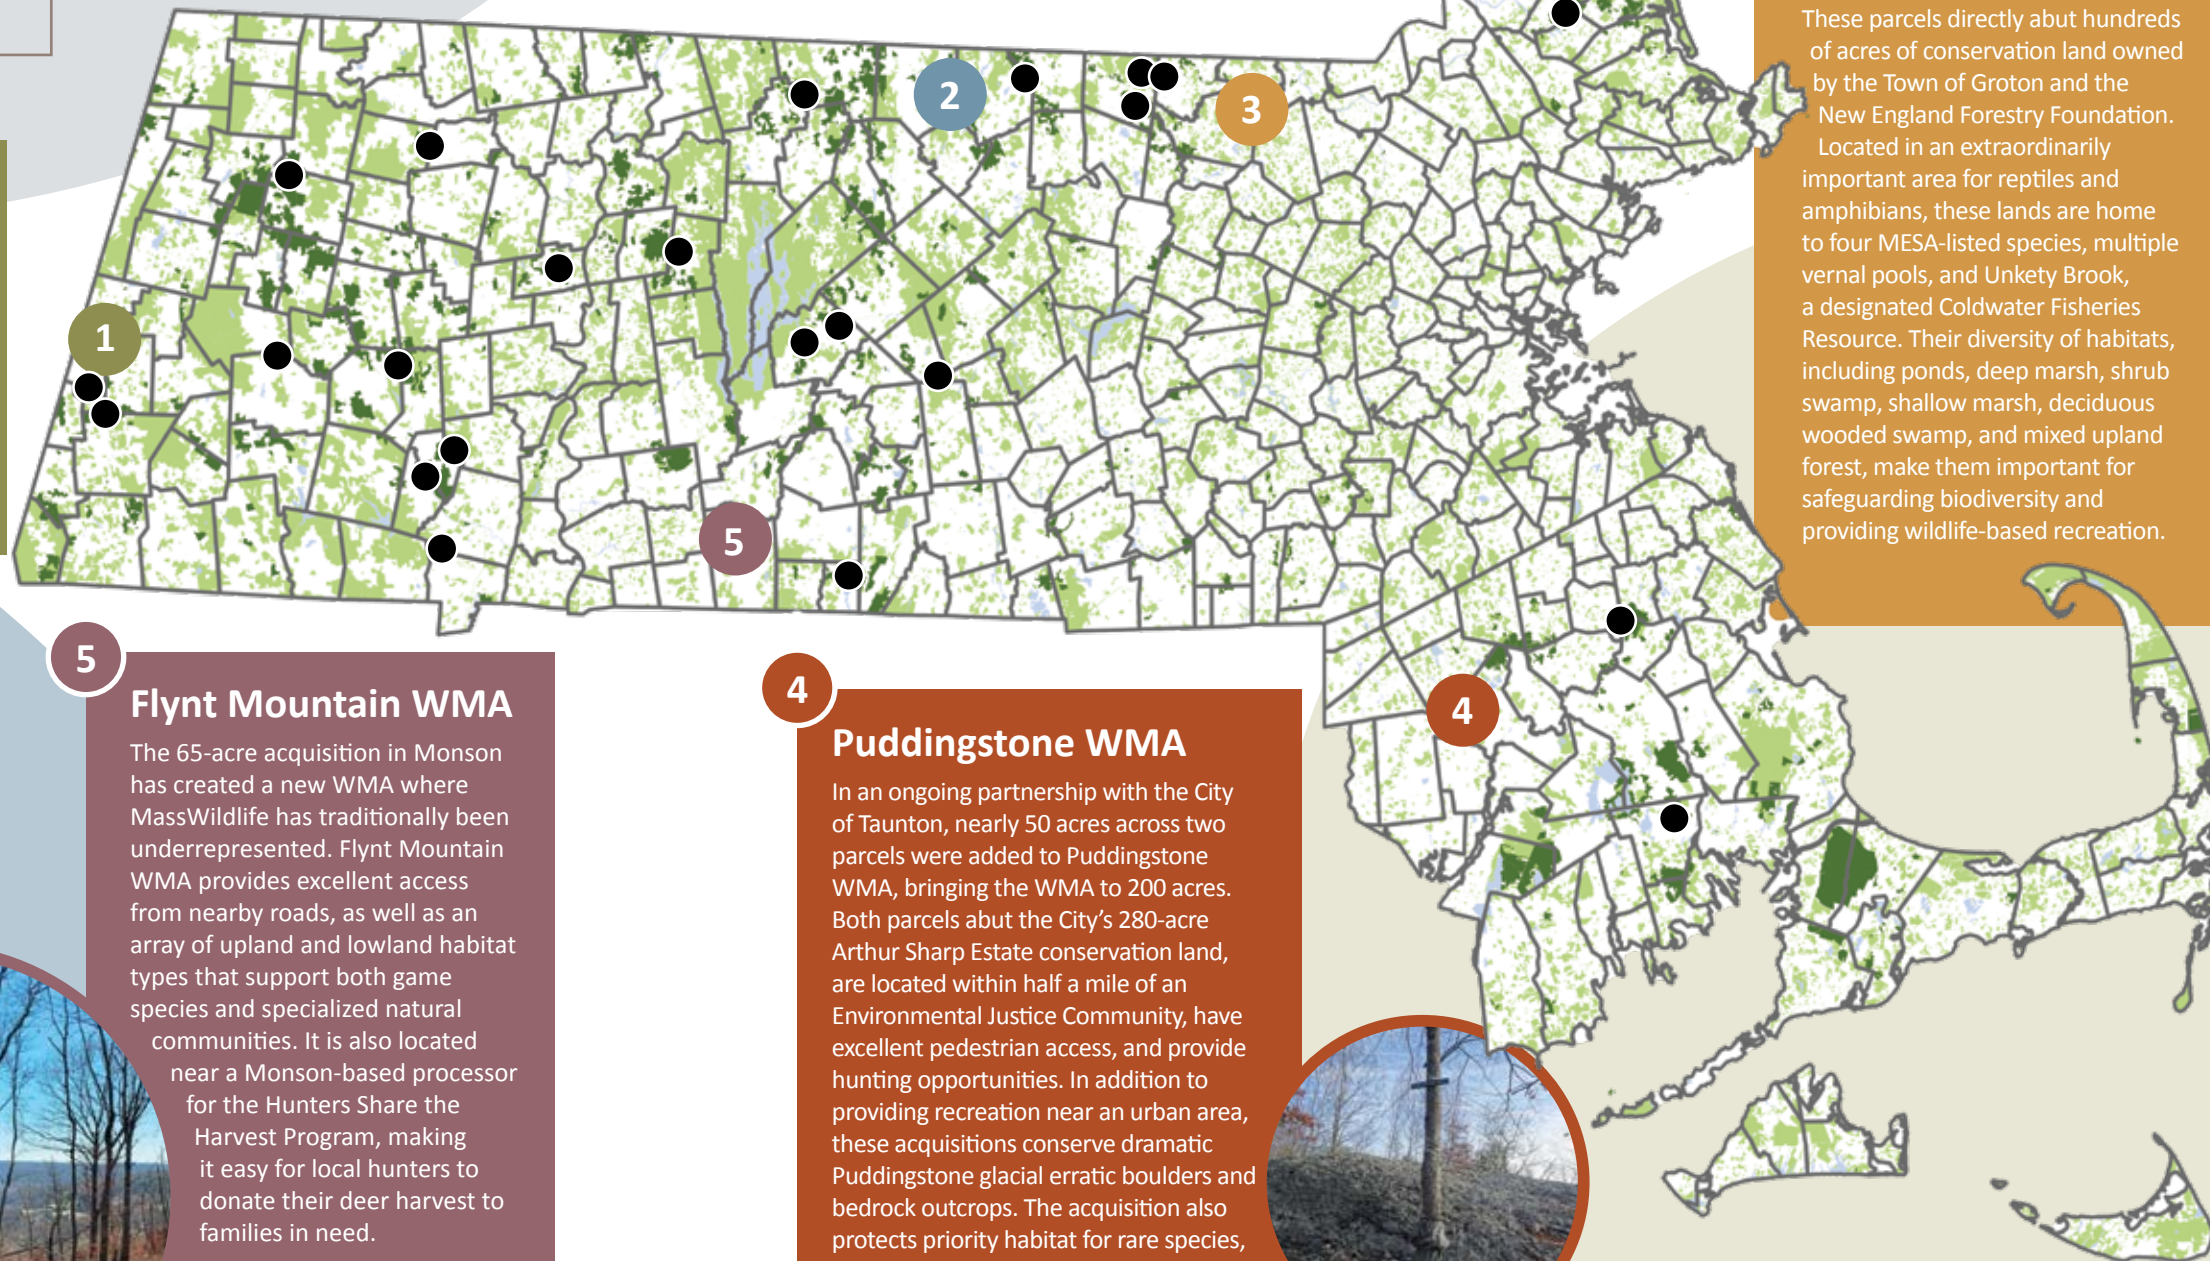 These parcels directly abut hundreds
of acres of conservation land owned
by the Town of Groton and the
New England Forestry Foundation.
Located in an extraordinarily
important area for reptiles and
amphibians, these lands are home
to four MESA-listed species, multiple
vernal pools, and Unkety Brook,
a designated Coldwater Fisheries
Resource. Their diversity of habitats,
including ponds, deep marsh, shrub
swamp, shallow marsh, deciduous
wooded swamp, and mixed upland
forest, make them important for
safeguarding biodiversity and
providing wildlife-based recreation.
2
3
1
5
4
5
Flynt Mountain WMA
The 65-acre acquisition in Monson
has created a new WMA where
MassWildlife has traditionally been
underrepresented. Flynt Mountain
WMA provides excellent access
from nearby roads, as well as an
array of upland and lowland habitat
types that support both game
species and specialized natural
communities. It is also located
near a Monson-based processor
for the Hunters Share the
Harvest Program, making
it easy for local hunters to
donate their deer harvest to
families in need.
4
Puddingstone WMA
In an ongoing partnership with the City
of Taunton, nearly 50 acres across two
parcels were added to Puddingstone
WMA, bringing the WMA to 200 acres.
Both parcels abut the City's 280-acre
Arthur Sharp Estate conservation land,
are located within half a mile of an
Environmental Justice Community, have
excellent pedestrian access, and provide
hunting opportunities. In addition to
providing recreation near an urban area,
these acquisitions conserve dramatic
Puddingstone glacial erratic boulders and
bedrock outcrops. The acquisition also
protects priority habitat for rare species,